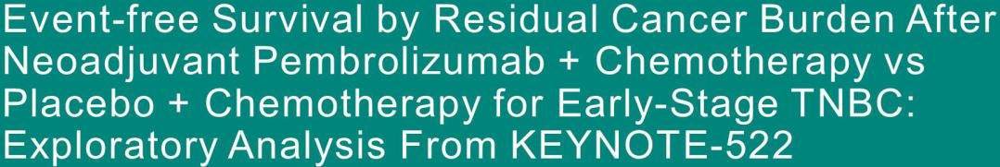 Event-free Survival by Residual Cancer Burden After
Neoadjuvant Pembrolizumab + Chemotherapy vs
Placebo + Chemotherapy for Early-Stage TNBC:
Exploratory Analysis From KEYNOTE-522